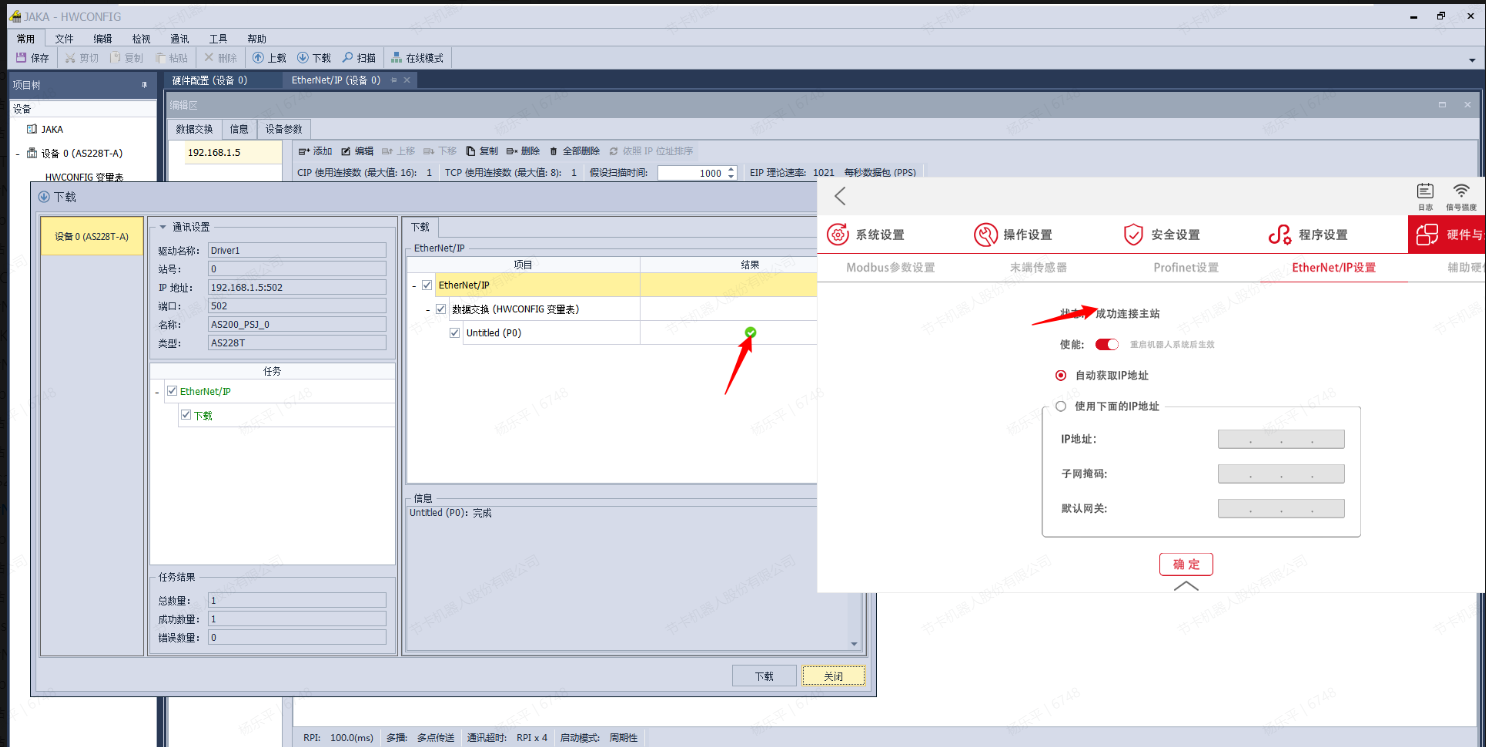 JAKA - HWCONFIG
常用 文件 编辑 检视 通讯 工具 帮助
保存 剪切 复制 粘贴 删除 上载 下载 扫描 在线模式
项目树
硬件配置 (设备 0) EtherNet/IP (设备 0)
设备
编辑区
JAKA
数据交换 信息 设备参数
设备 0 (AS228T-A)
192.168.1.5
添加 编辑 上移 下移 复制 删除 全部删除 依照 IP 位址排序
HWCONFIG 变量表
CIP 使用连接数 (最大值: 16): 1 TCP 使用连接数 (最大值: 8): 1 假设扫描时间: 1000 EIP 理论速率: 1021 每秒数据包 (PPS)
下载
设备 0 (AS228T-A)
通讯设置
驱动名称: Driver1
站号: 0
IP 地址: 192.168.1.5:502
端口: 502
名称: AS200_PSJ_0
类型: AS228T
任务
EtherNet/IP
下载
任务结果
总数量: 1
成功数量: 1
错误数量: 0
下载
EtherNet/IP
项目 结果
EtherNet/IP
数据交换 (HWCONFIG 变量表)
Untitled (P0)
信息
Untitled (P0): 完成
下载 关闭
日志 信号强度
系统设置 操作设置 安全设置 程序设置 硬件与
Modbus参数设置 末端传感器 Profinet设置 EtherNet/IP设置 辅助硬
状态: 成功连接主站
使能: 重启机器人系统后生效
自动获取IP地址
使用下面的IP地址
IP地址: . . .
子网掩码: . . .
默认网关: . . .
确 定
RPI: 100.0(ms) 多播: 多点传送 通讯超时: RPI x 4 启动模式: 周期性
节卡机器人股份有限公司
杨乐平 | 6748